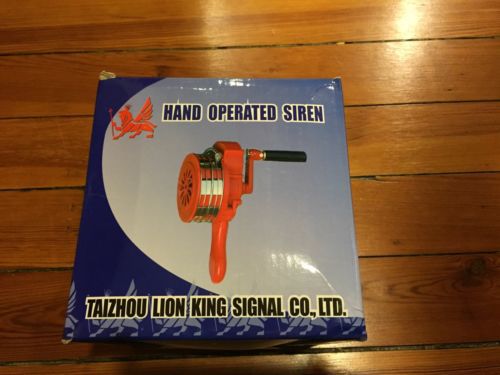 HAND OPERATED SIREN
TAIZHOU LION KING SIGNAL CO., LTD.